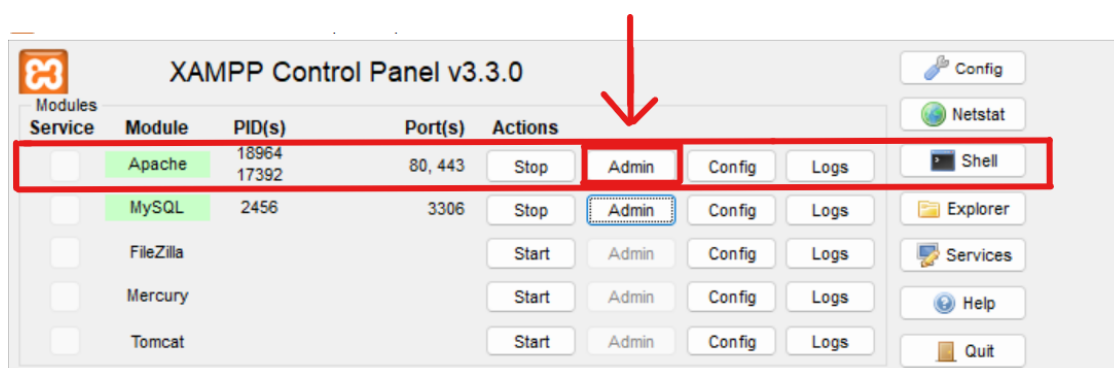 XAMPP Control Panel v3.3.0
Config
Modules
Netstat
Service Module PID(s) Port(s) Actions
Apache 18964 17392 80, 443 Stop Admin Config Logs
Shell
MySQL 2456 3306 Stop Admin Config Logs
Explorer
FileZilla Start Admin Config Logs
Services
Mercury Start Admin Config Logs
Help
Tomcat Start Admin Config Logs
Quit